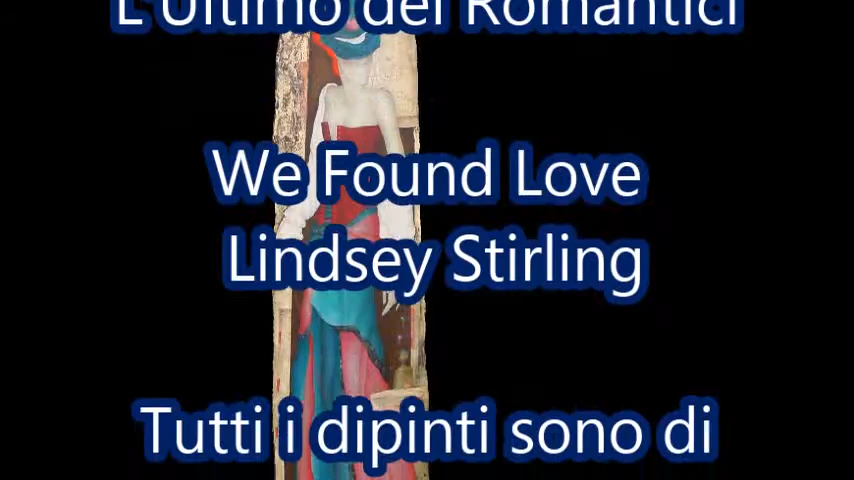 L'Ultimo dei Romantici
We Found Love
Lindsey Stirling
Tutti i dipinti sono di